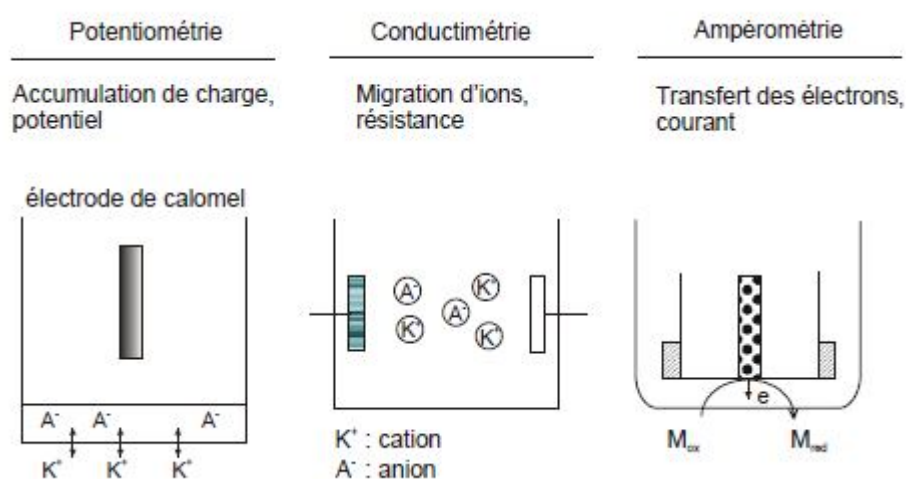 Potentiométrie
Conductimétrie
Ampèrométrie
Accumulation de charge,
potentiel
Migration d'ions,
résistance
Transfert des électrons,
courant
électrode de calomel
A⁻ A⁻ A⁻
K⁺ K⁺ K⁺
A⁻ K⁺
A⁻
K⁺ K⁺
K⁺ : cation
A⁻ : anion
e
Mox Mred